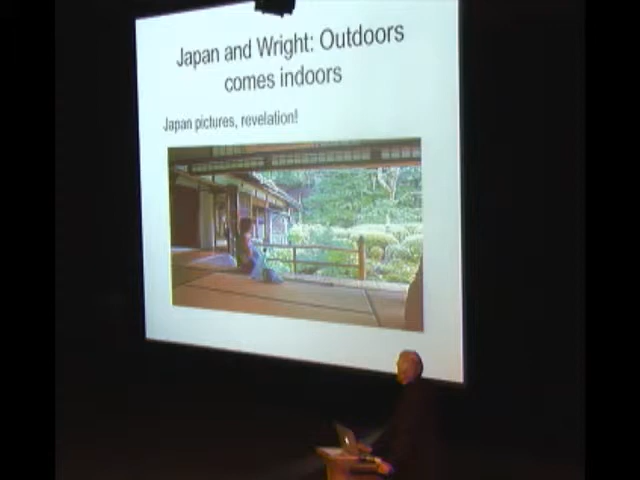 Japan and Wright: Outdoors
comes indoors
Japan pictures, revelation!